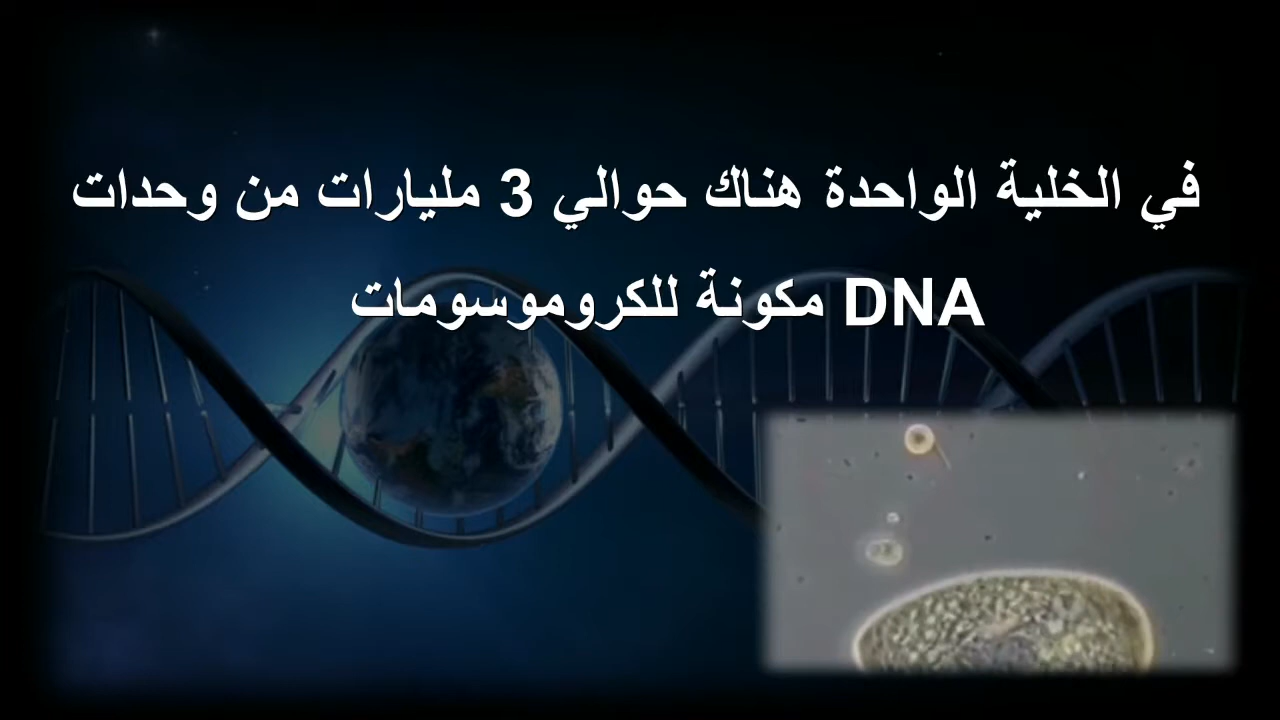 في الخلية الواحدة هناك حوالي 3 مليارات من وحدات
DNA مكونة للكروموسومات